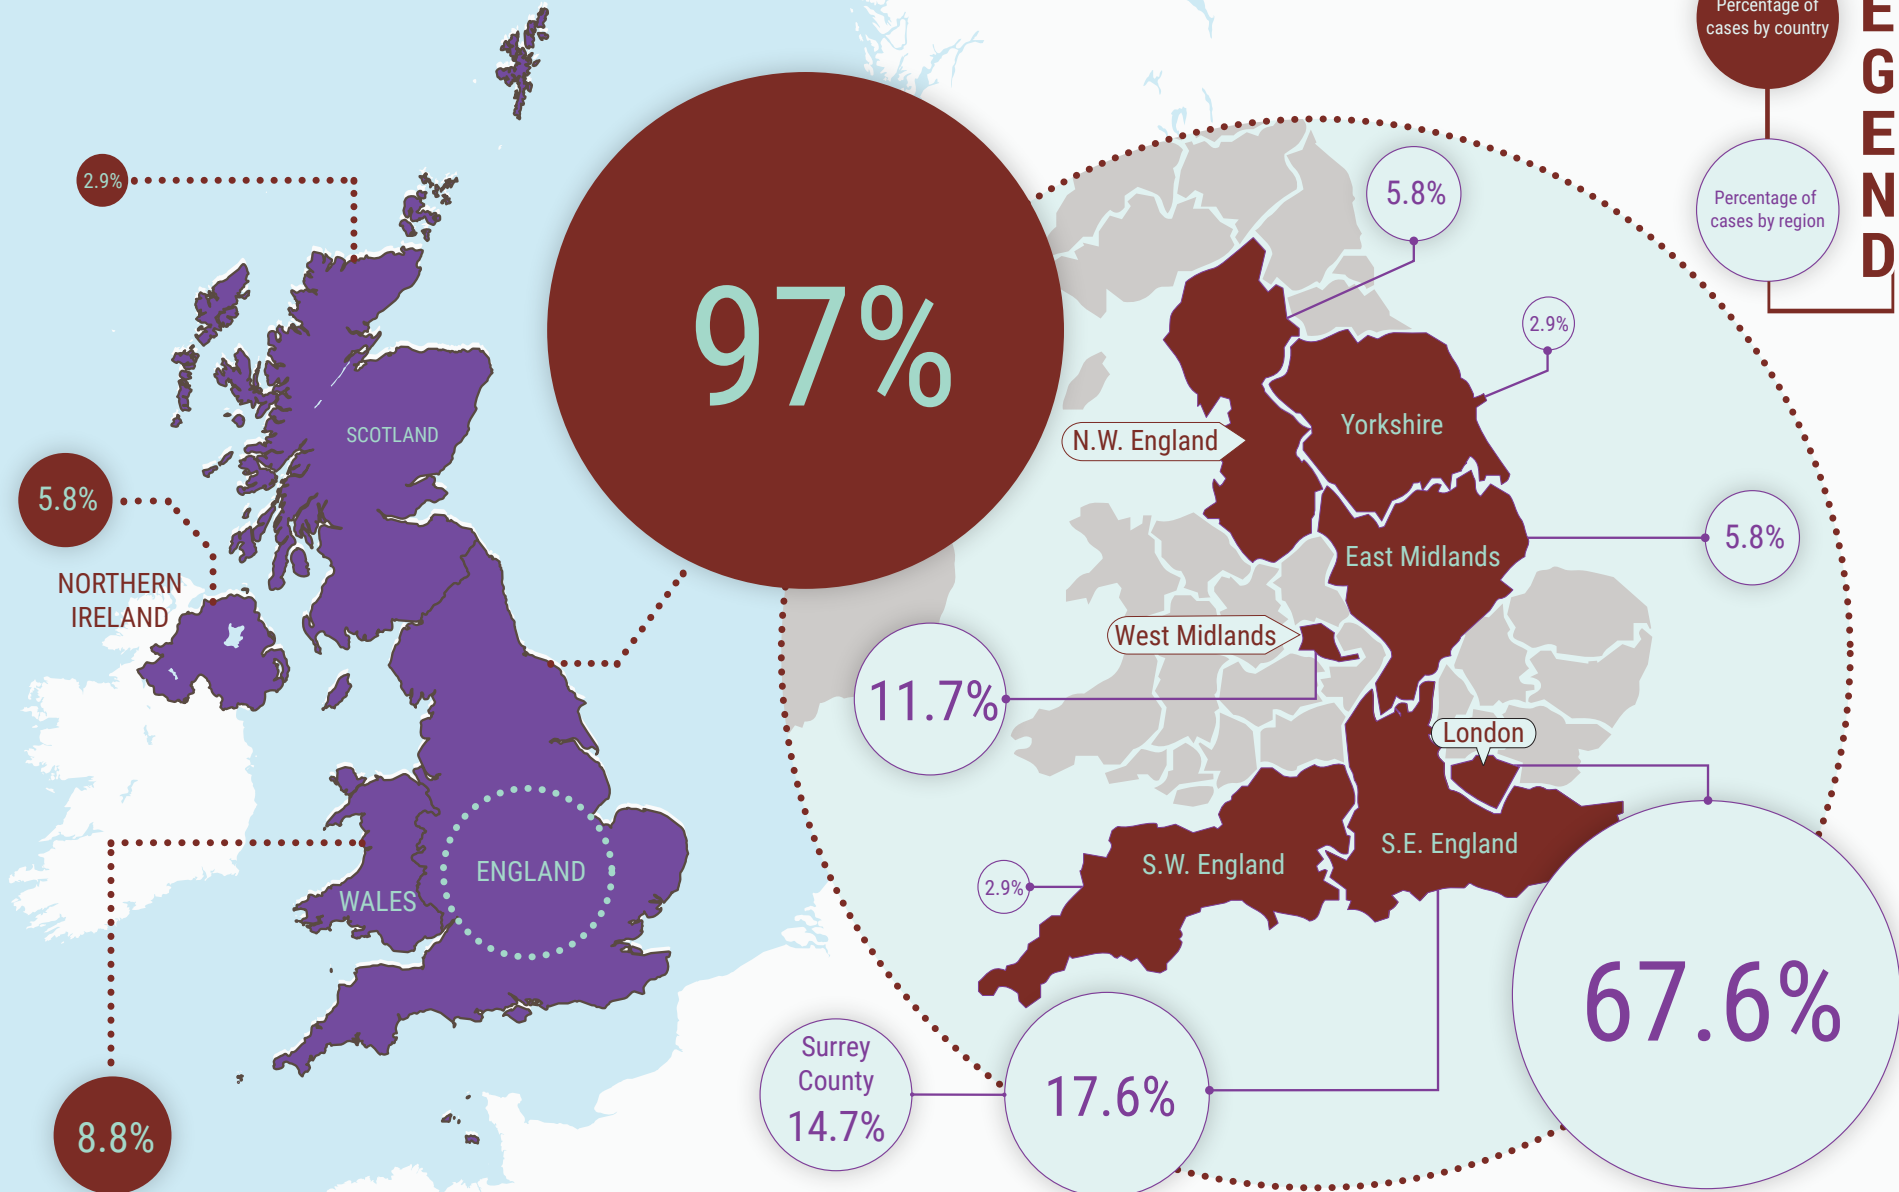 Percentage of
cases by country
E
G
E
N
D
Percentage of
cases by region
2.9%
97%
5.8%
2.9%
SCOTLAND
N.W. England
Yorkshire
5.8%
5.8%
NORTHERN
IRELAND
East Midlands
West Midlands
11.7%
London
ENGLAND
WALES
S.W. England
S.E. England
2.9%
67.6%
Surrey
County
14.7%
17.6%
8.8%